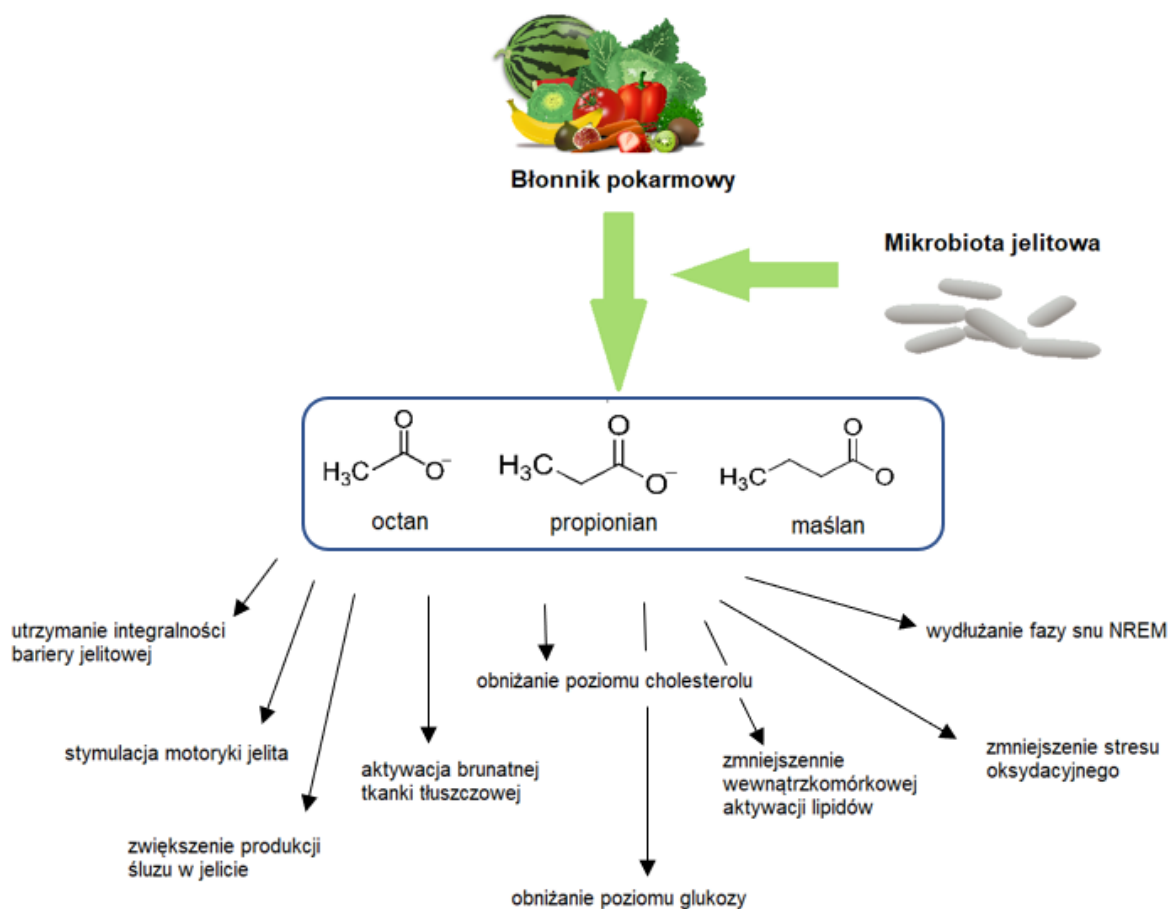 Błonnik pokarmowy
Mikrobiota jelitowa
O
H₃C
O⁻
octan
O
H₃C
O⁻
propionian
O
H₃C
O
maślan
utrzymanie integralności
bariery jelitowej
stymulacja motoryki jelita
zwiększenie produkcji
śluzu w jelicie
aktywacja brunatnej
tkanki tłuszczowej
obniżanie poziomu cholesterolu
obniżanie poziomu glukozy
zmniejszennie
wewnątrzkomórkowej
aktywacji lipidów
zmniejszenie stresu
oksydacyjnego
wydłużanie fazy snu NREM